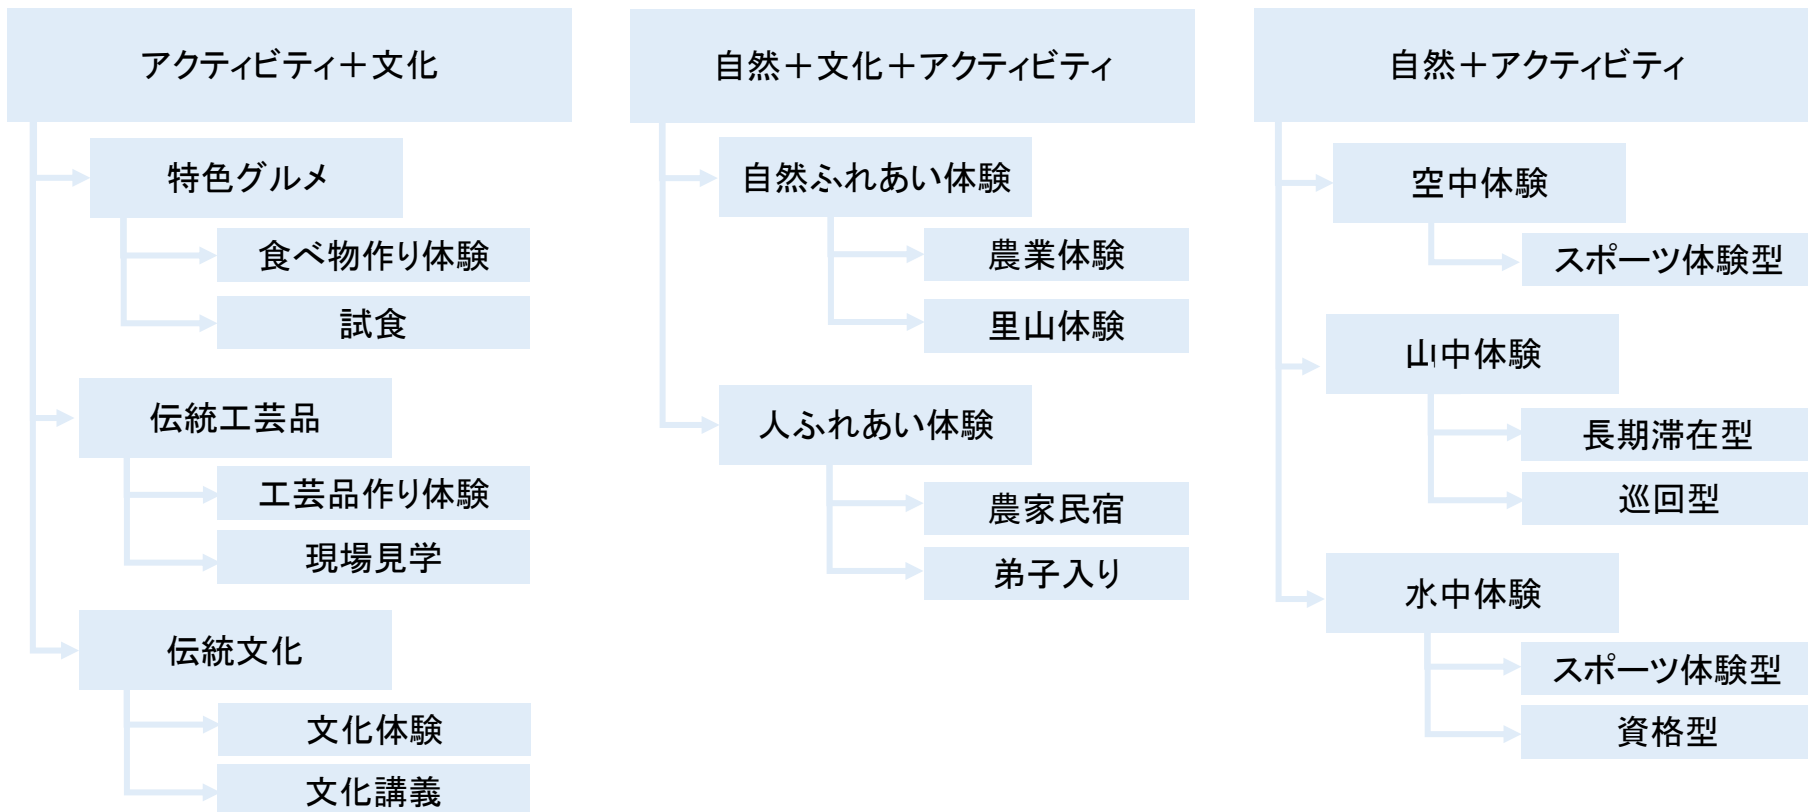 アクティビティ＋文化
特色グルメ
食べ物作り体験
試食
伝統工芸品
工芸品作り体験
現場見学
伝統文化
文化体験
文化講義
自然＋文化＋アクティビティ
自然ふれあい体験
農業体験
里山体験
人ふれあい体験
農家民宿
弟子入り
自然＋アクティビティ
空中体験
スポーツ体験型
山中体験
長期滞在型
巡回型
水中体験
スポーツ体験型
資格型